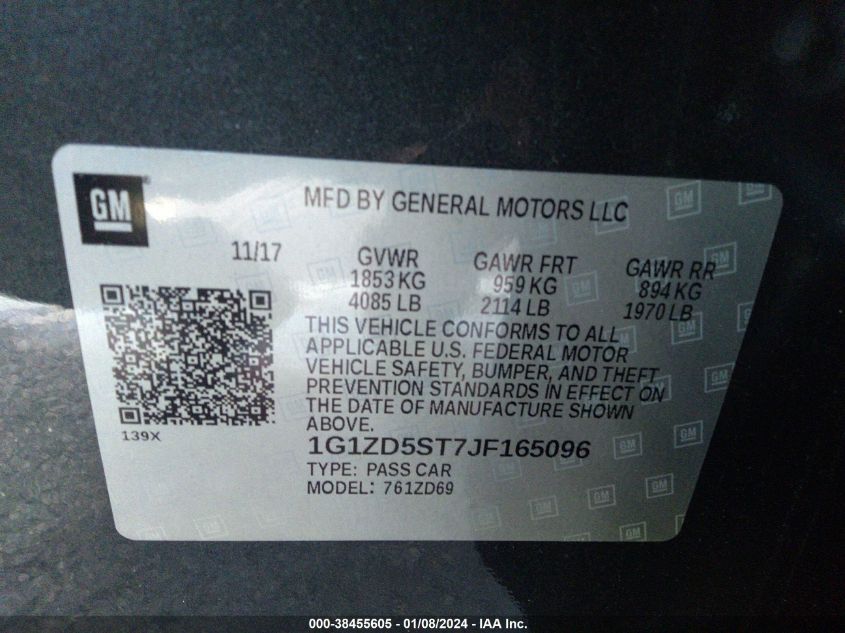 GM
MFD BY GENERAL MOTORS LLC
11/17
GVWR GAWR FRT GAWR RR
1853 KG 959 KG 894 KG
4085 LB 2114 LB 1970 LB
THIS VEHICLE CONFORMS TO ALL
APPLICABLE U.S. FEDERAL MOTOR
VEHICLE SAFETY, BUMPER, AND THEFT
PREVENTION STANDARDS IN EFFECT ON
THE DATE OF MANUFACTURE SHOWN
ABOVE.
139X
1G1ZD5ST7JF165096
TYPE: PASS CAR
MODEL: 761ZD69
000-38455605 - 01/08/2024 - IAA Inc.